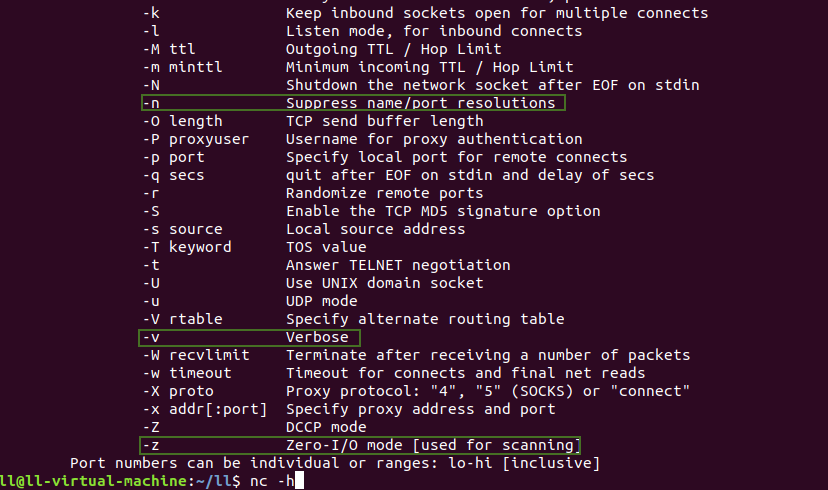 -k Keep inbound sockets open for multiple connects
-l Listen mode, for inbound connects
-M ttl Outgoing TTL / Hop Limit
-m minttl Minimum incoming TTL / Hop Limit
-N Shutdown the network socket after EOF on stdin
-n Suppress name/port resolutions
-O length TCP send buffer length
-P proxyuser Username for proxy authentication
-p port Specify local port for remote connects
-q secs quit after EOF on stdin and delay of secs
-r Randomize remote ports
-S Enable the TCP MD5 signature option
-s source Local source address
-T keyword TOS value
-t Answer TELNET negotiation
-U Use UNIX domain socket
-u UDP mode
-V rtable Specify alternate routing table
-v Verbose
-W recvlimit Terminate after receiving a number of packets
-w timeout Timeout for connects and final net reads
-X proto Proxy protocol: "4", "5" (SOCKS) or "connect"
-x addr[:port] Specify proxy address and port
-Z DCCP mode
-z Zero-I/O mode [used for scanning]
Port numbers can be individual or ranges: lo-hi [inclusive]
ll@ll-virtual-machine:~/ll$ nc -h